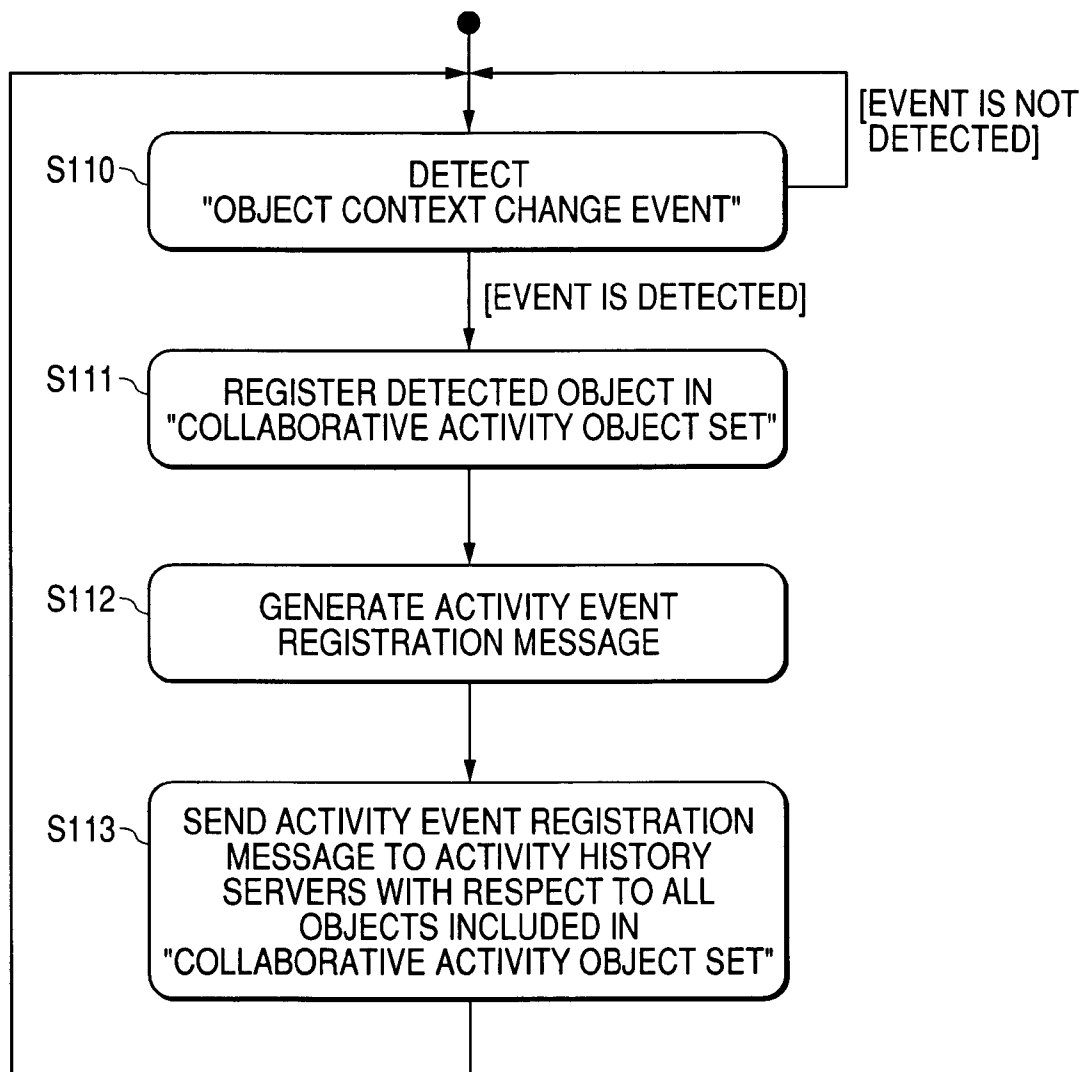 [EVENT IS NOT
DETECTED]
S110
DETECT
"OBJECT CONTEXT CHANGE EVENT"
[EVENT IS DETECTED]
S111
REGISTER DETECTED OBJECT IN
"COLLABORATIVE ACTIVITY OBJECT SET"
S112
GENERATE ACTIVITY EVENT
REGISTRATION MESSAGE
S113
SEND ACTIVITY EVENT REGISTRATION
MESSAGE TO ACTIVITY HISTORY
SERVERS WITH RESPECT TO ALL
OBJECTS INCLUDED IN
"COLLABORATIVE ACTIVITY OBJECT SET"